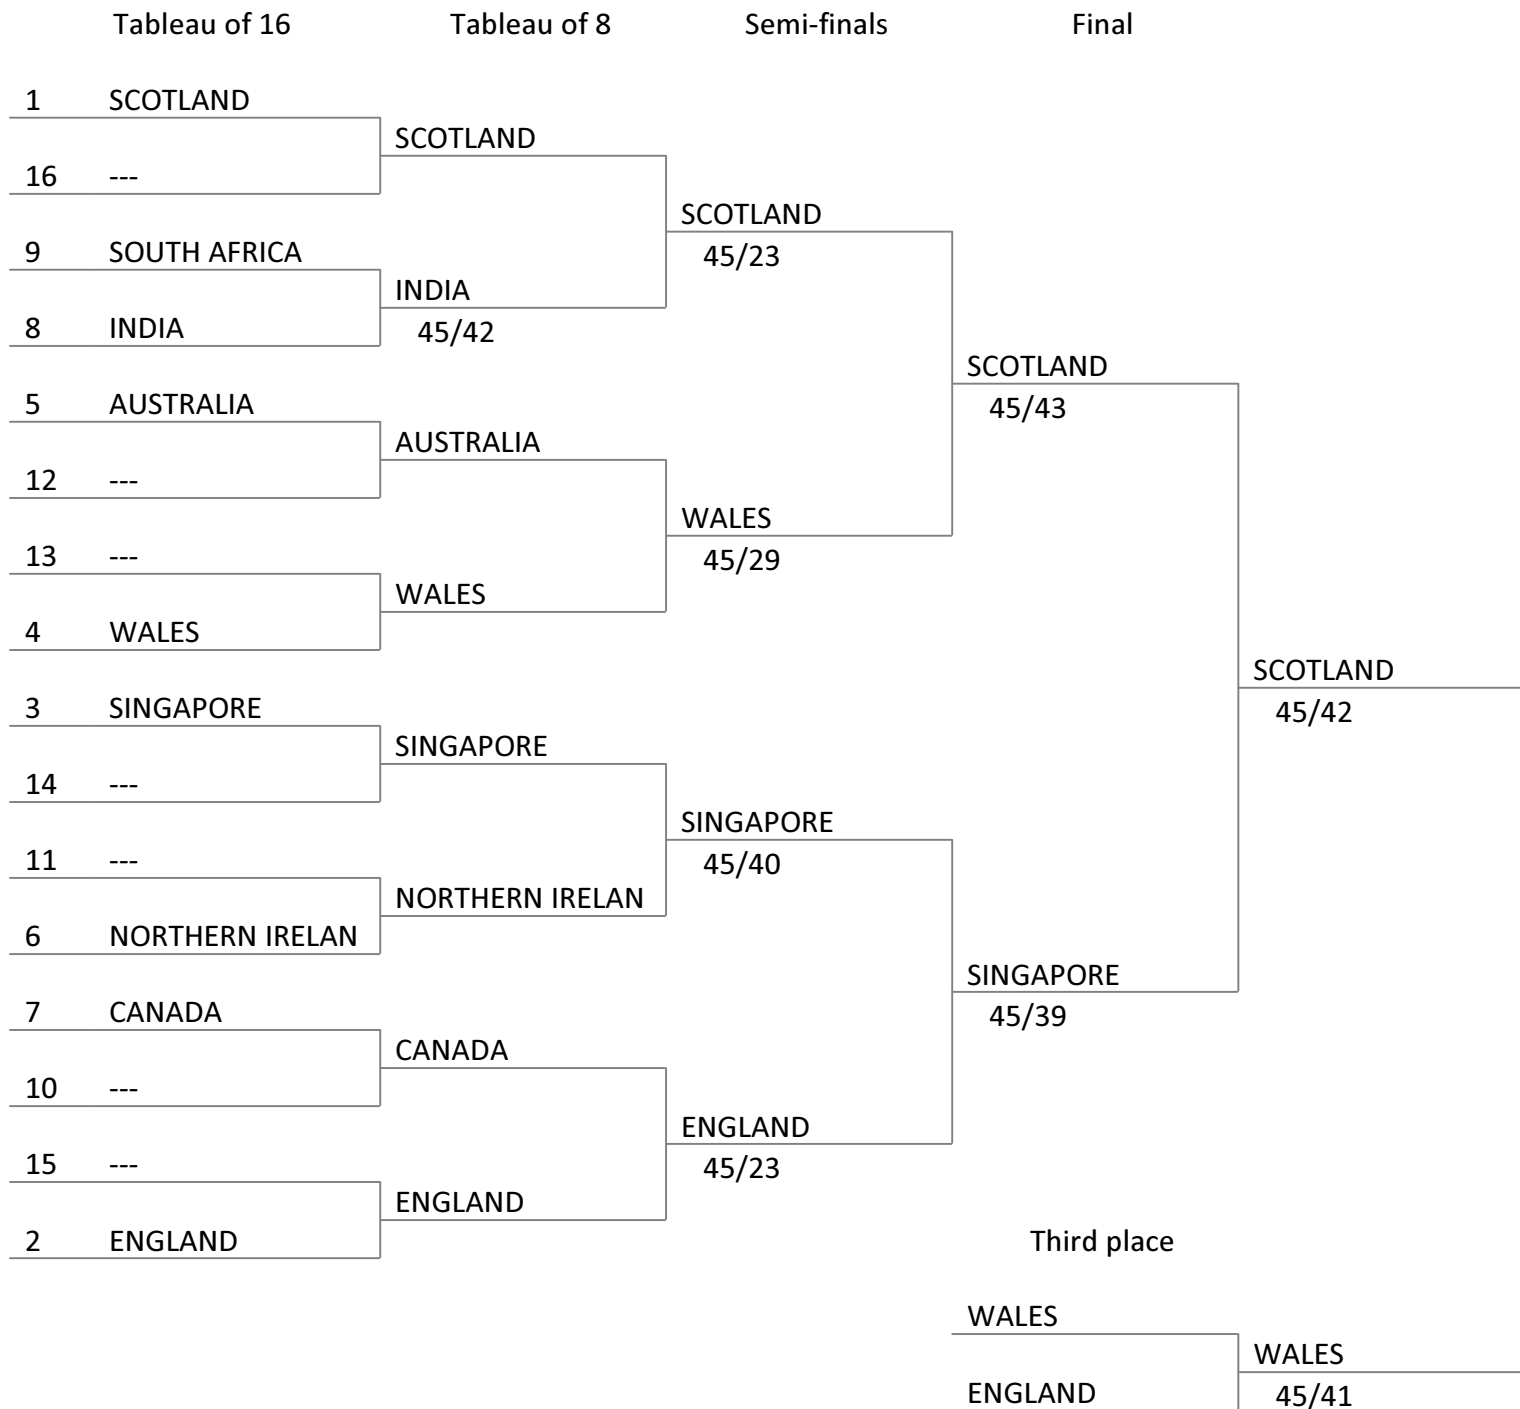 Tableau of 16 Tableau of 8 Semi-finals Final
1 SCOTLAND
SCOTLAND
16 ---
SCOTLAND
45/23
9 SOUTH AFRICA
INDIA
45/42
8 INDIA
SCOTLAND
45/43
5 AUSTRALIA
AUSTRALIA
12 ---
WALES
45/29
13 ---
WALES
4 WALES
SCOTLAND
45/42
3 SINGAPORE
SINGAPORE
14 ---
SINGAPORE
45/40
11 ---
NORTHERN IRELAN
6 NORTHERN IRELAN
SINGAPORE
45/39
7 CANADA
CANADA
10 ---
ENGLAND
45/23
15 ---
ENGLAND
2 ENGLAND
Third place
WALES
WALES
45/41
ENGLAND